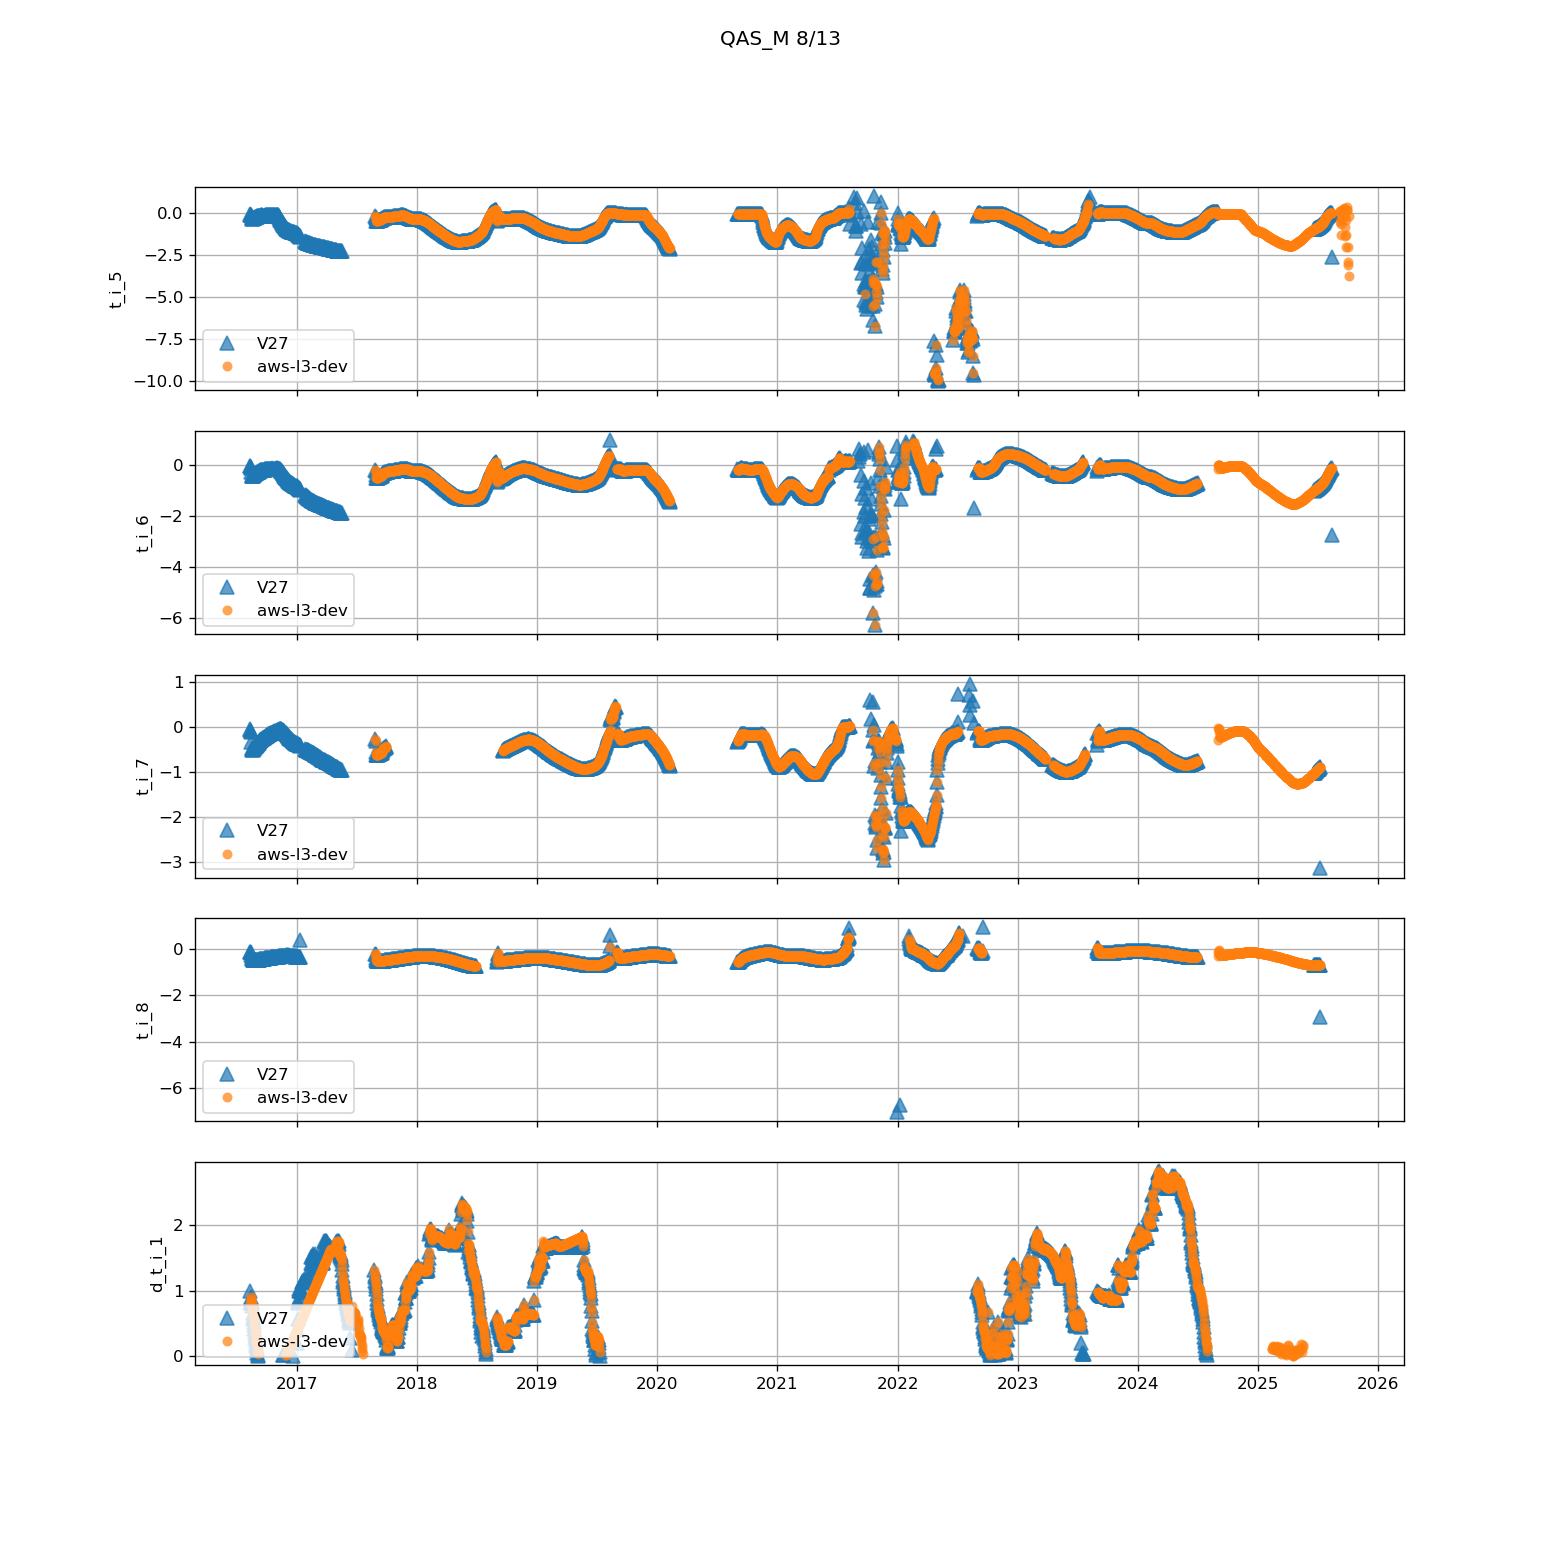 QAS_M 8/13
0.0
−2.5
−5.0
−7.5
−10.0
t_i_5
V27
aws-l3-dev
0
−2
−4
−6
t_i_6
V27
aws-l3-dev
1
0
−1
−2
−3
t_i_7
V27
aws-l3-dev
0
−2
−4
−6
t_i_8
V27
aws-l3-dev
2
1
0
d_t_i_1
V27
aws-l3-dev
2017 2018 2019 2020 2021 2022 2023 2024 2025 2026